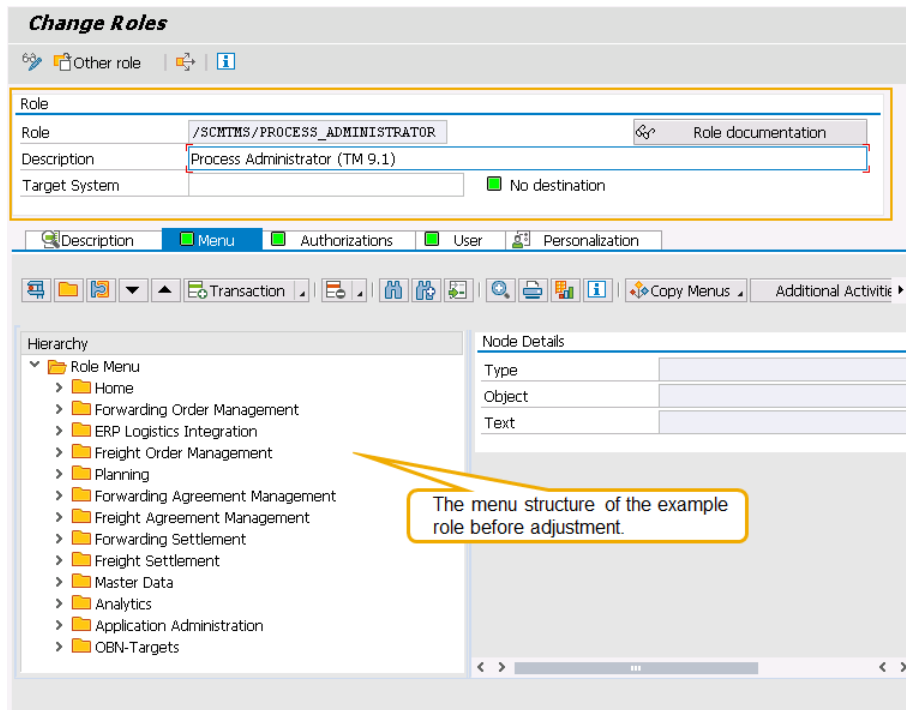 Change Roles
Other role
Role
Role /SCMTMS/PROCESS_ADMINISTRATOR Role documentation
Description Process Administrator (TM 9.1)
Target System No destination
Description Menu Authorizations User Personalization
Transaction Copy Menus Additional Activitie
Hierarchy
Node Details
Role Menu
Type
Home
Object
Forwarding Order Management
Text
ERP Logistics Integration
Freight Order Management
Planning
Forwarding Agreement Management
Freight Agreement Management
Forwarding Settlement
Freight Settlement
Master Data
Analytics
Application Administration
OBN-Targets
The menu structure of the example
role before adjustment.